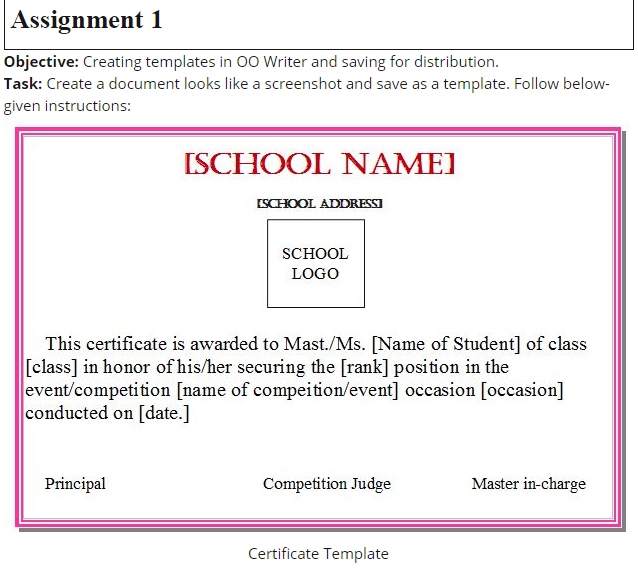 Assignment 1
Objective: Creating templates in OO Writer and saving for distribution.
Task: Create a document looks like a screenshot and save as a template. Follow below-
given instructions:
[SCHOOL NAME]
[SCHOOL ADDRESS]
SCHOOL
LOGO
This certificate is awarded to Mast./Ms. [Name of Student] of class
[class] in honor of his/her securing the [rank] position in the
event/competition [name of compeition/event] occasion [occasion]
conducted on [date.]
Principal Competition Judge Master in-charge
Certificate Template